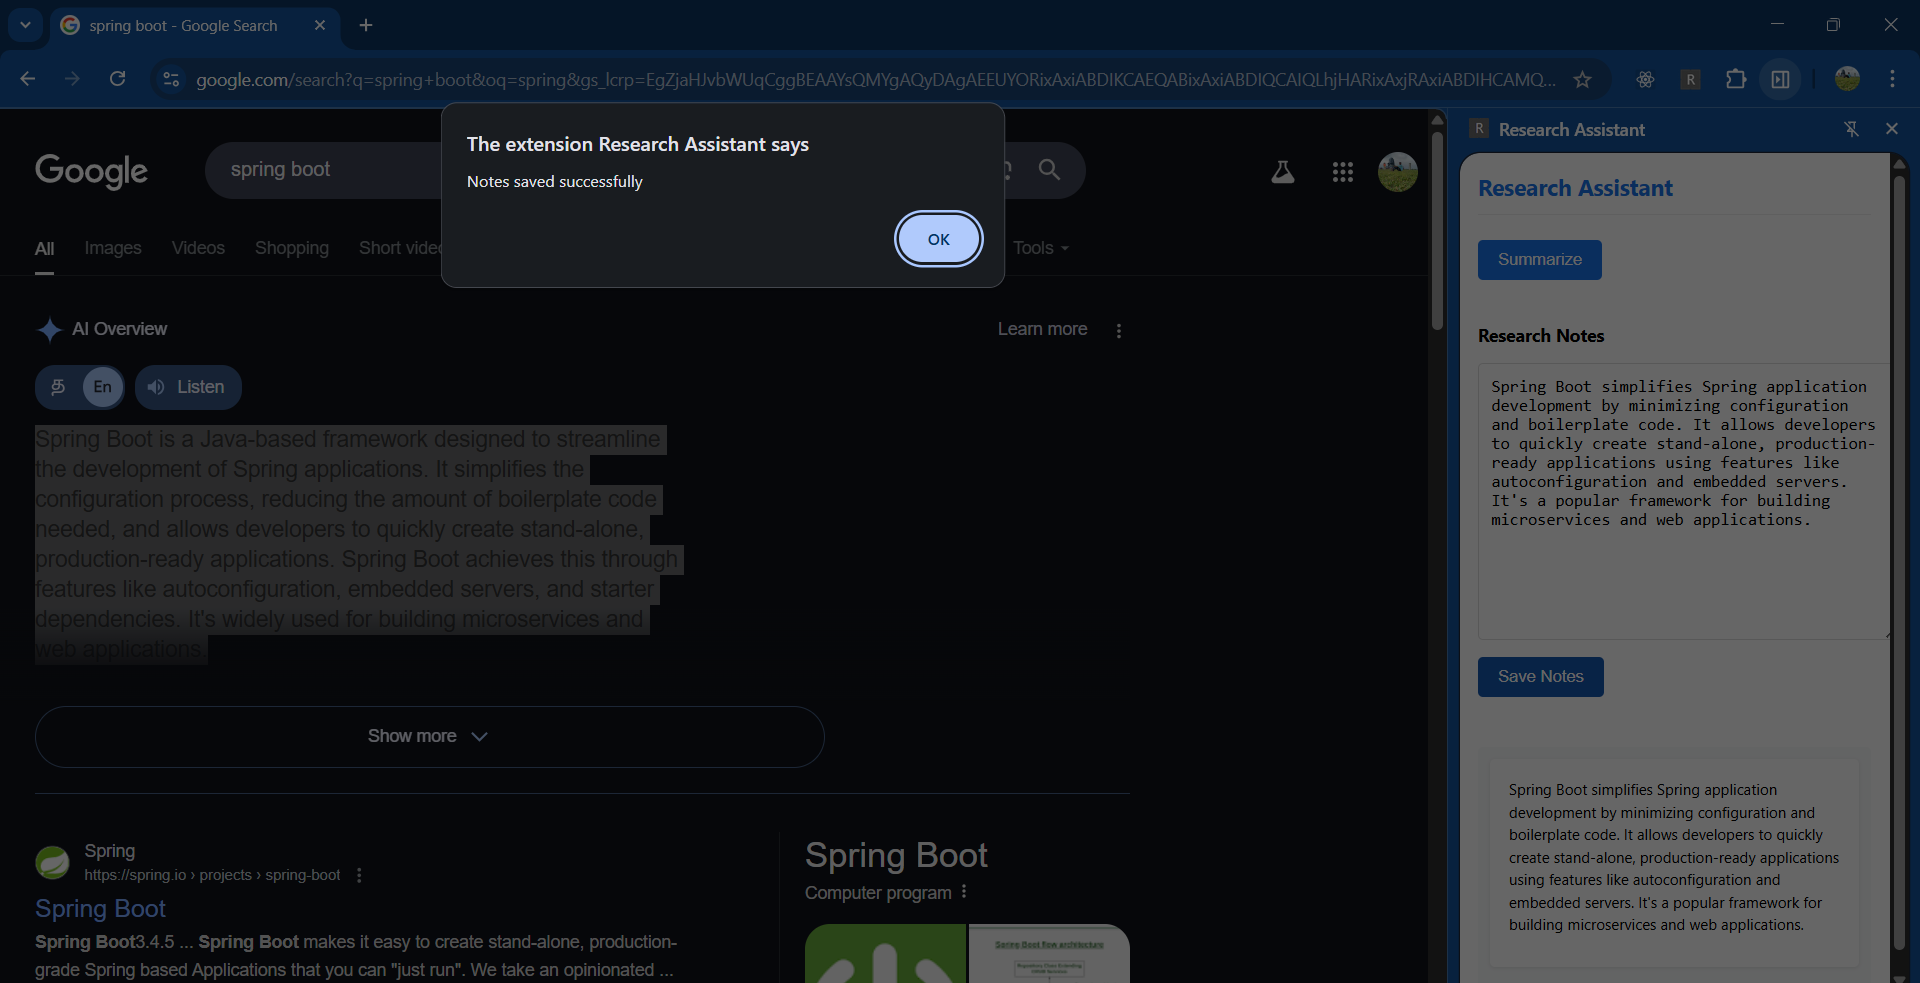 spring boot - Google Search
google.com/search?q=spring+boot&oq=spring&gs_lcrp=EgZjaHJvbWUqCggBEAAYsQMYgAQyDAgAEEUYORixAxiABDIKCAEQABixAxiABDIQCAIQLhjHARixAxjRAxiABDIHCAMQ...
R
The extension Research Assistant says
Notes saved successfully
OK
Google
spring boot
All
Images
Videos
Shopping
Short
Tools
AI Overview
Learn more
த
En
Listen
Spring Boot is a Java-based framework designed to streamline
the development of Spring applications. It simplifies the
configuration process, reducing the amount of boilerplate code
needed, and allows developers to quickly create stand-alone,
production-ready applications. Spring Boot achieves this through
features like autoconfiguration, embedded servers, and starter
dependencies. It's widely used for building microservices and
web applications.
Show more
Spring
https://spring.io › projects › spring-boot
Spring Boot
Spring Boot3.4.5 ... Spring Boot makes it easy to create stand-alone, production-
grade Spring based Applications that you can "just run". We take an opinionated ...
Spring Boot
Computer program
Spring Boot flow architecture
R
Research Assistant
Research Assistant
Summarize
Research Notes
Spring Boot simplifies Spring application
development by minimizing configuration
and boilerplate code. It allows developers
to quickly create stand-alone, production-
ready applications using features like
autoconfiguration and embedded servers.
It's a popular framework for building
microservices and web applications.
Save Notes
Spring Boot simplifies Spring application
development by minimizing configuration and
boilerplate code. It allows developers to quickly
create stand-alone, production-ready applications
using features like autoconfiguration and
embedded servers. It's a popular framework for
building microservices and web applications.